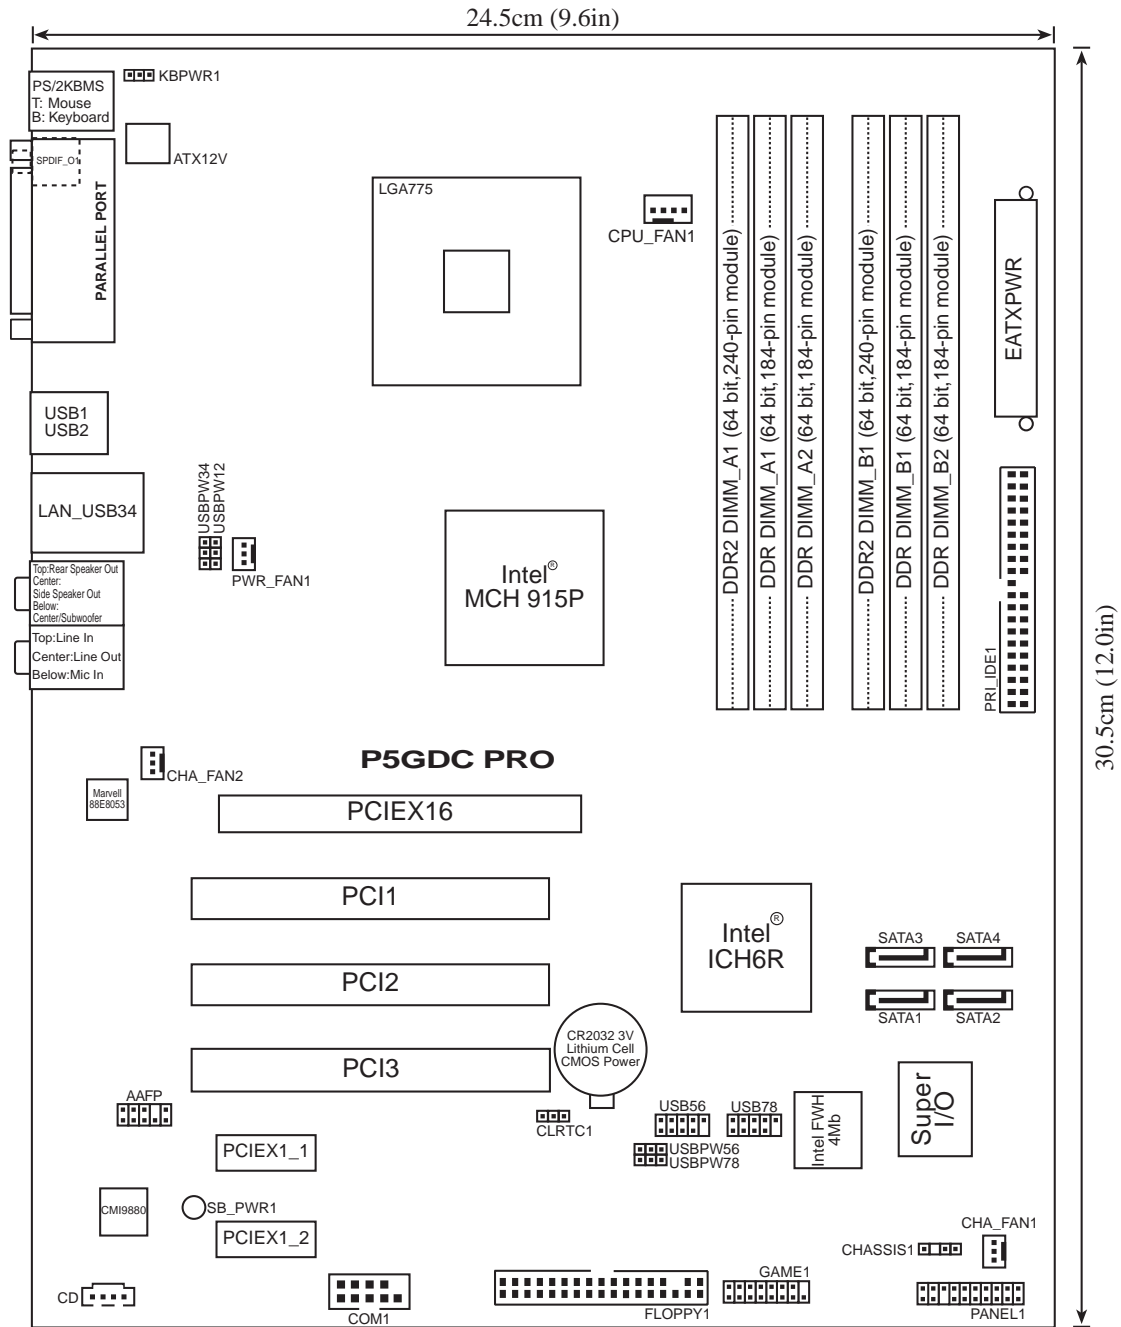 24.5cm (9.6in)
PS/2KBMS
T: Mouse
B: Keyboard
KBPWR1
SPDIF_O1
ATX12V
PARALLEL PORT
LGA775
CPU_FAN1
DDR2 DIMM_A1 (64 bit,240-pin module)
DDR DIMM_A1 (64 bit,184-pin module)
DDR DIMM_A2 (64 bit,184-pin module)
DDR2 DIMM_B1 (64 bit,240-pin module)
DDR DIMM_B1 (64 bit,184-pin module)
DDR DIMM_B2 (64 bit,184-pin module)
EATXPWR
USB1
USB2
LAN_USB34
USBPW34
USBPW12
PWR_FAN1
Top:Rear Speaker Out
Center:
Side Speaker Out
Below:
Center/Subwoofer
Top:Line In
Center:Line Out
Below:Mic In
Intel®
MCH 915P
PRI_IDE1
30.5cm (12.0in)
CHA_FAN2
P5GDC PRO
Marvell
88E8053
PCIEX16
PCI1
PCI2
PCI3
Intel®
ICH6R
SATA3
SATA4
SATA1
SATA2
CR2032 3V
Lithium Cell
CMOS Power
AAFP
CLRTC1
USB56
USB78
USBPW56
USBPW78
Intel FWH
4Mb
Super
I/O
PCIEX1_1
CMI9880
SB_PWR1
PCIEX1_2
CHA_FAN1
CHASSIS1
CD
COM1
FLOPPY1
GAME1
PANEL1